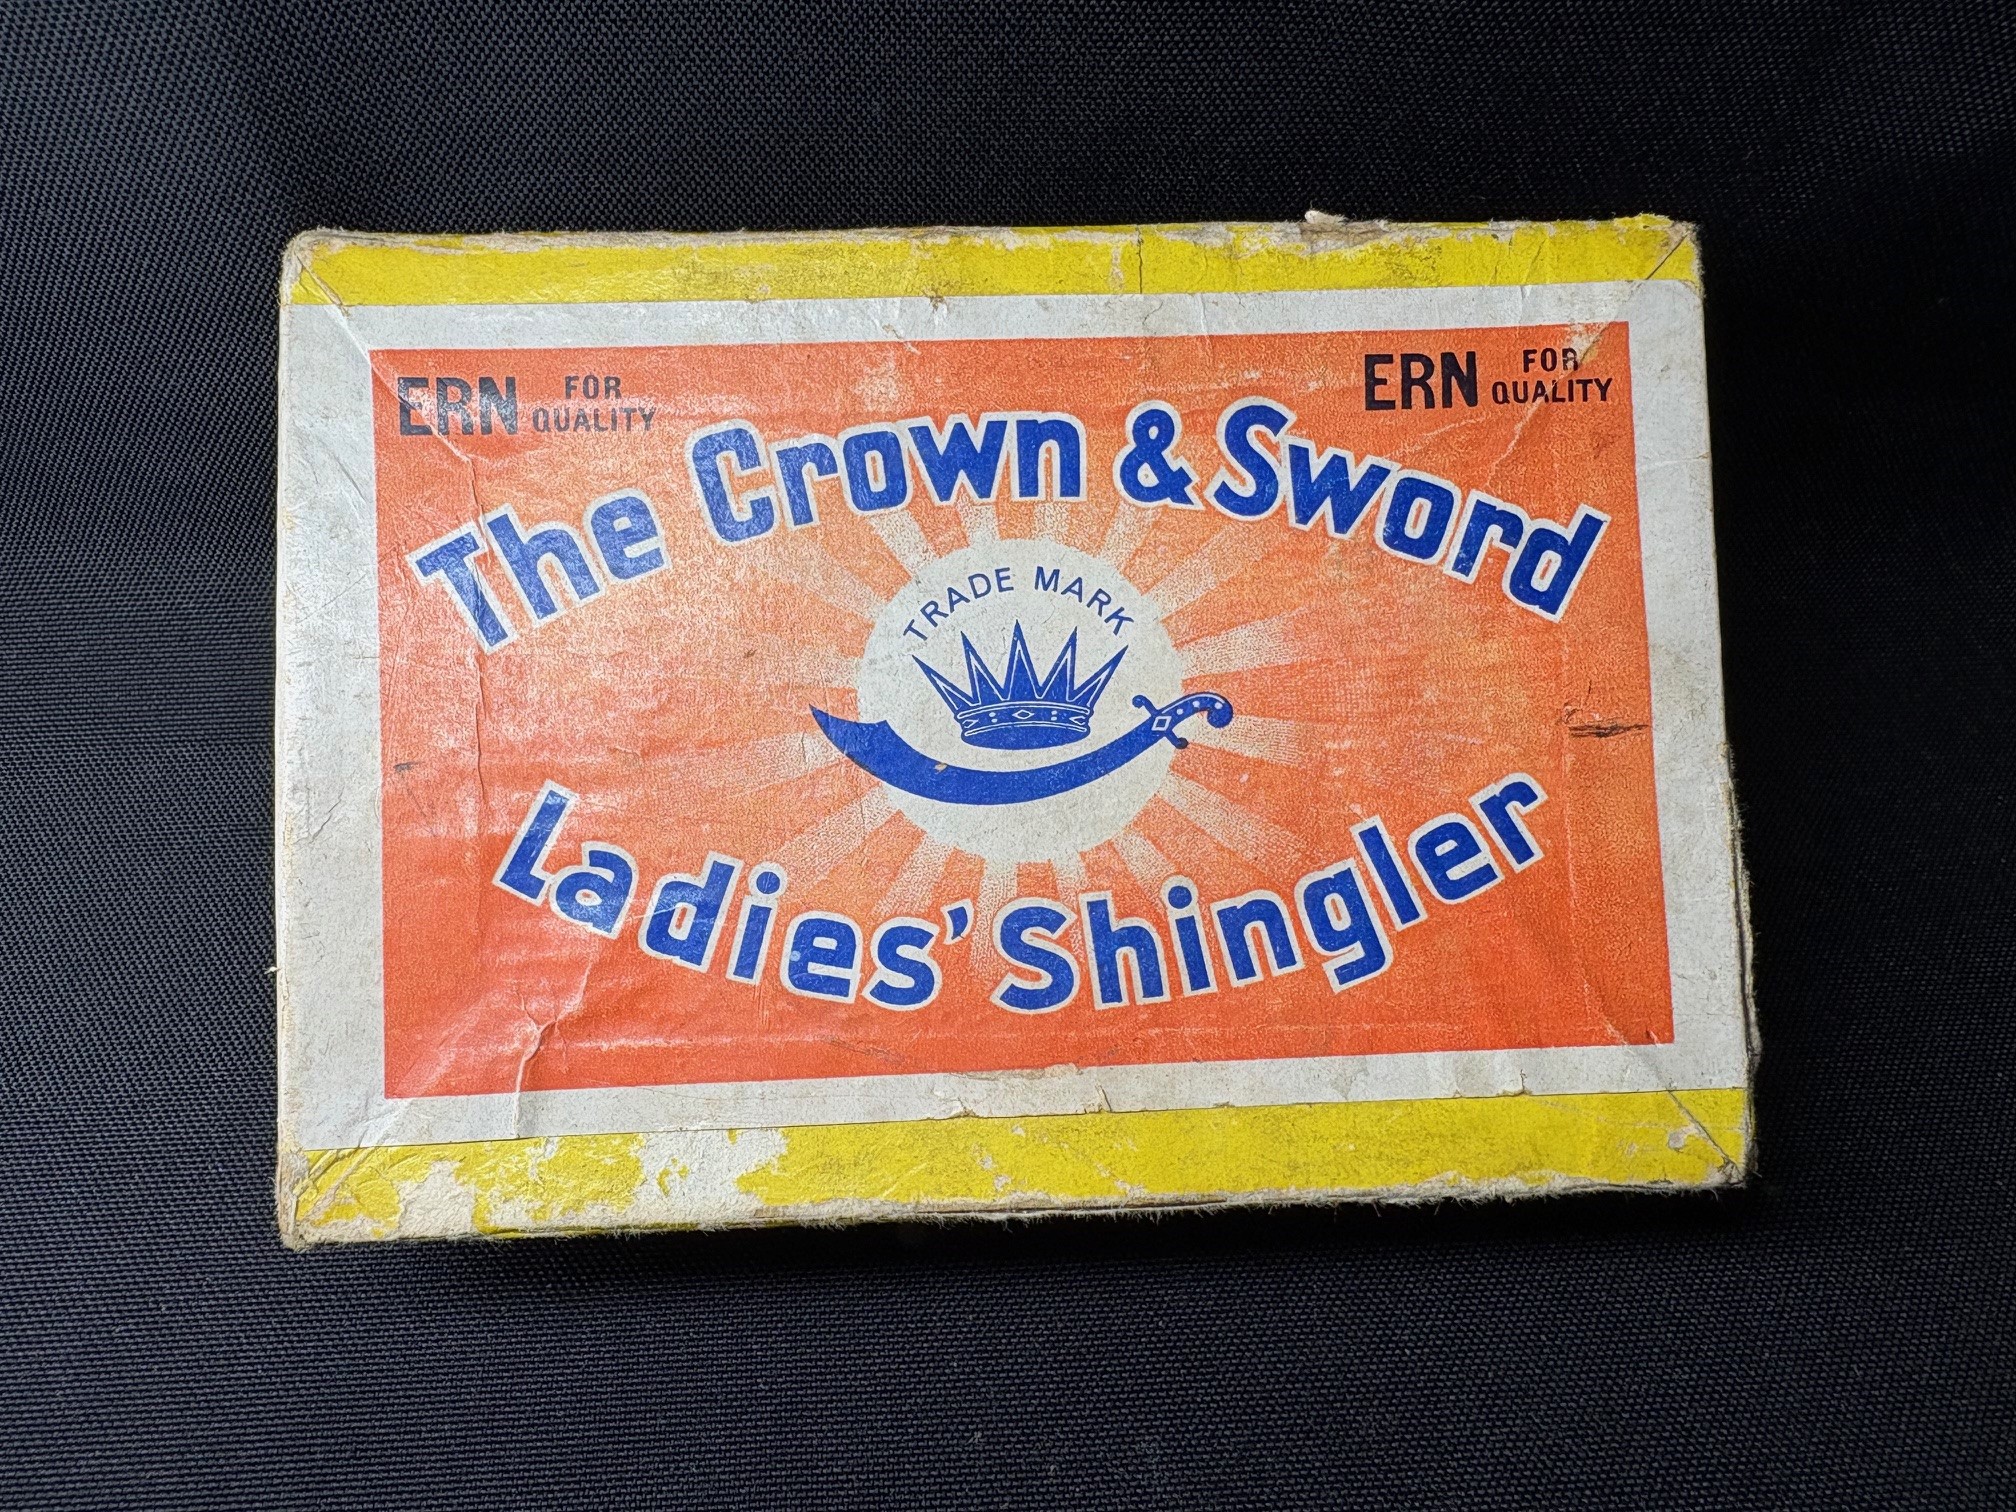 ERN FOR QUALITY
ERN FOR QUALITY
The Crown & Sword
TRADE MARK
Ladies' Shingler